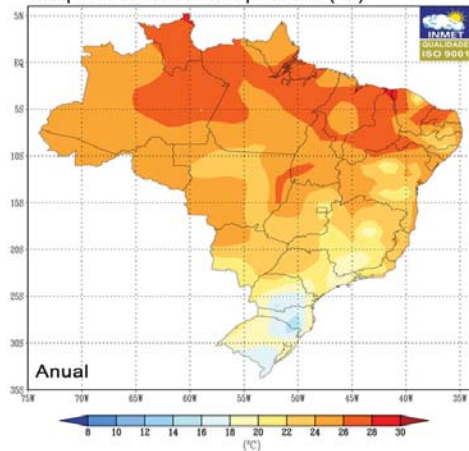 INMET
QUALIDADE
ISO 9001
5N
EQ
5S
10S
15S
20S
25S
30S
35S
Anual
75W 70W 65W 60W 55W 50W 45W 40W 35W
8 10 12 14 16 18 20 22 24 26 28 30
(°C)